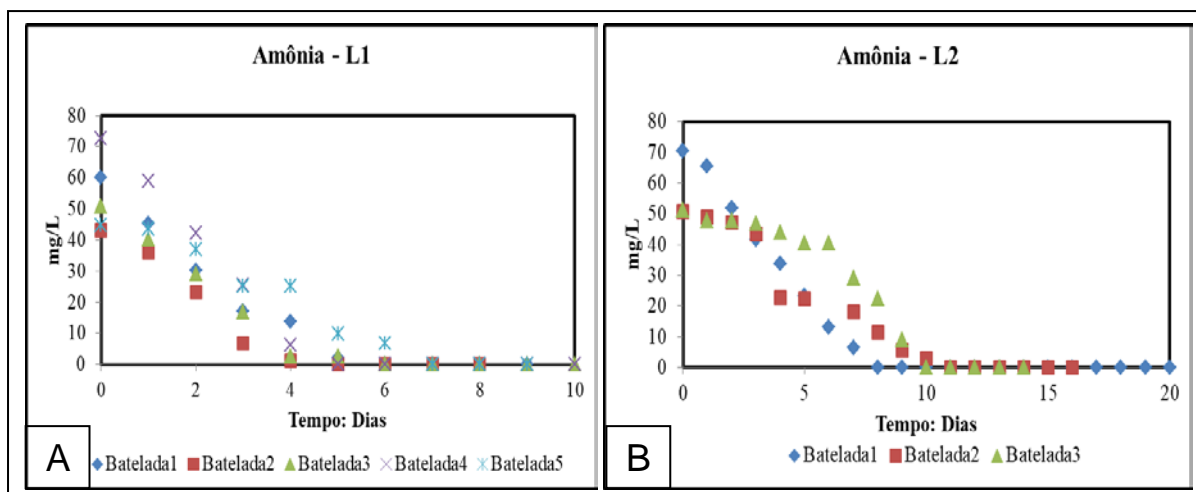 Amônia - L1
80
70
60
50
40
30
20
10
0
mg/L
0 2 4 6 8 10
Tempo: Dias
Batelada1 Batelada2 Batelada3 Batelada4 Batelada5
A
Amônia - L2
80
70
60
50
40
30
20
10
0
mg/L
0 5 10 15 20
Tempo: Dias
Batelada1 Batelada2 Batelada3
B